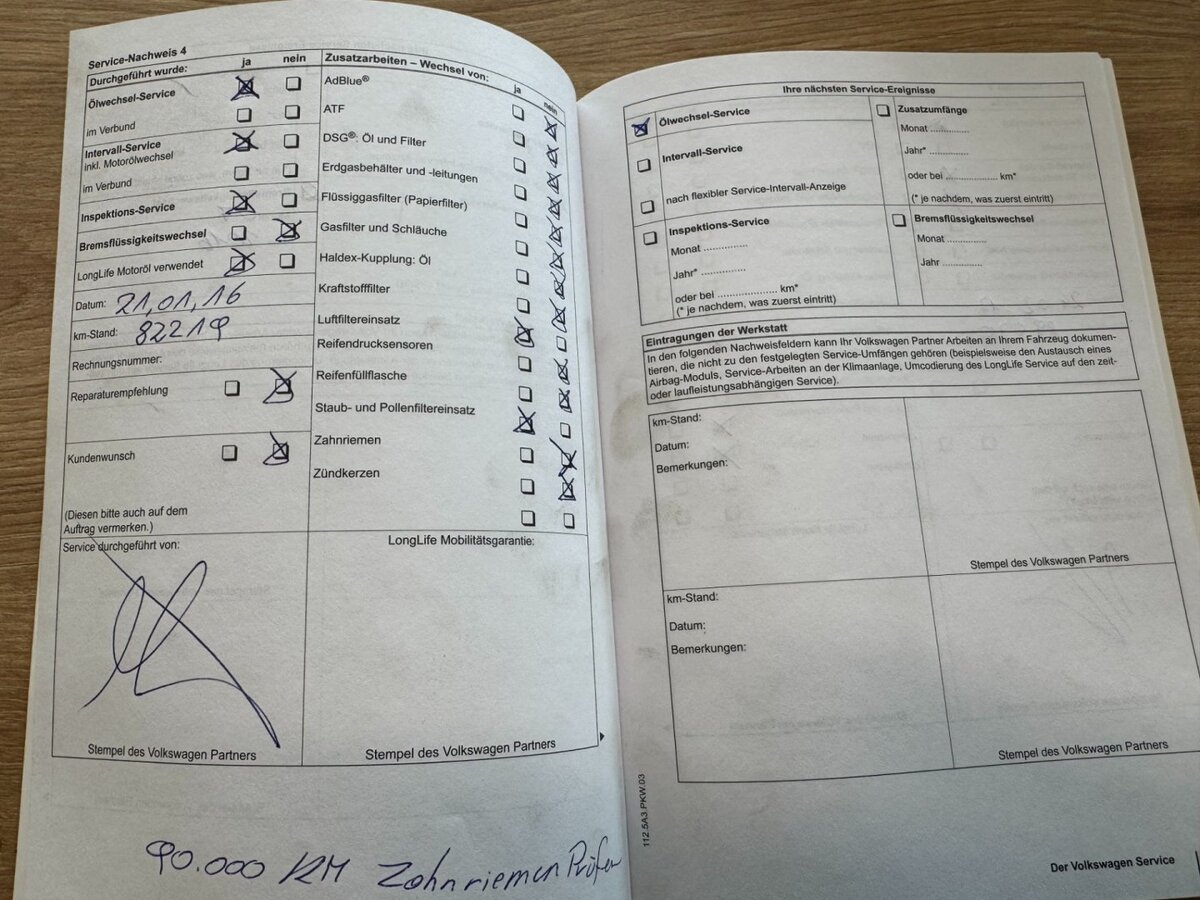 Service-Nachweis 4
Durchgeführt wurde: ja nein
Ölwechsel-Service
im Verbund
Intervall-Service
inkl. Motorölwechsel
im Verbund
Inspektions-Service
Bremsflüssigkeitswechsel
LongLife Motoröl verwendet
Datum: 21,01,16
km-Stand: 82219
Rechnungsnummer:
Reparaturempfehlung
Kundenwunsch
(Diesen bitte auch auf dem
Auftrag vermerken.)
Zusatzarbeiten – Wechsel von: ja nein
AdBlue®
ATF
DSG®: Öl und Filter
Erdgasbehälter und -leitungen
Flüssiggasfilter (Papierfilter)
Gasfilter und Schläuche
Haldex-Kupplung: Öl
Kraftstofffilter
Luftfiltereinsatz
Reifendrucksensoren
Reifenfüllflasche
Staub- und Pollenfiltereinsatz
Zahnriemen
Zündkerzen
Service durchgeführt von:
Stempel des Volkswagen Partners
LongLife Mobilitätsgarantie:
Stempel des Volkswagen Partners
90.000 KM Zahnriemen Prüfen
Ihre nächsten Service-Ereignisse
Ölwechsel-Service
Intervall-Service
nach flexibler Service-Intervall-Anzeige
Inspektions-Service
Monat ...............
Jahr* ...............
oder bei .................... km*
(* je nachdem, was zuerst eintritt)
Zusatzumfänge
Monat .............
Jahr* .............
oder bei .................. km*
(* je nachdem, was zuerst eintritt)
Bremsflüssigkeitswechsel
Monat .............
Jahr .............
Eintragungen der Werkstatt
In den folgenden Nachweisfeldern kann Ihr Volkswagen Partner Arbeiten an Ihrem Fahrzeug dokumen-
tieren, die nicht zu den festgelegten Service-Umfängen gehören (beispielsweise den Austausch eines
Airbag-Moduls, Service-Arbeiten an der Klimaanlage, Umcodierung des LongLife Service auf den zeit-
oder laufleistungsabhängigen Service).
km-Stand:
Datum:
Bemerkungen:
Stempel des Volkswagen Partners
km-Stand:
Datum:
Bemerkungen:
Stempel des Volkswagen Partners
112.5A3.PKW.03
Der Volkswagen Service